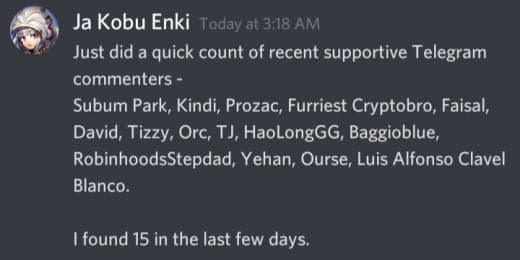 Ja Kobu Enki Today at 3:18 AM
Just did a quick count of recent supportive Telegram
commenters -
Subum Park, Kindi, Prozac, Furriest Cryptobro, Faisal,
David, Tizzy, Orc, TJ, HaoLongGG, Baggioblue,
RobinhoodsStepdad, Yehan, Ourse, Luis Alfonso Clavel
Blanco.
I found 15 in the last few days.